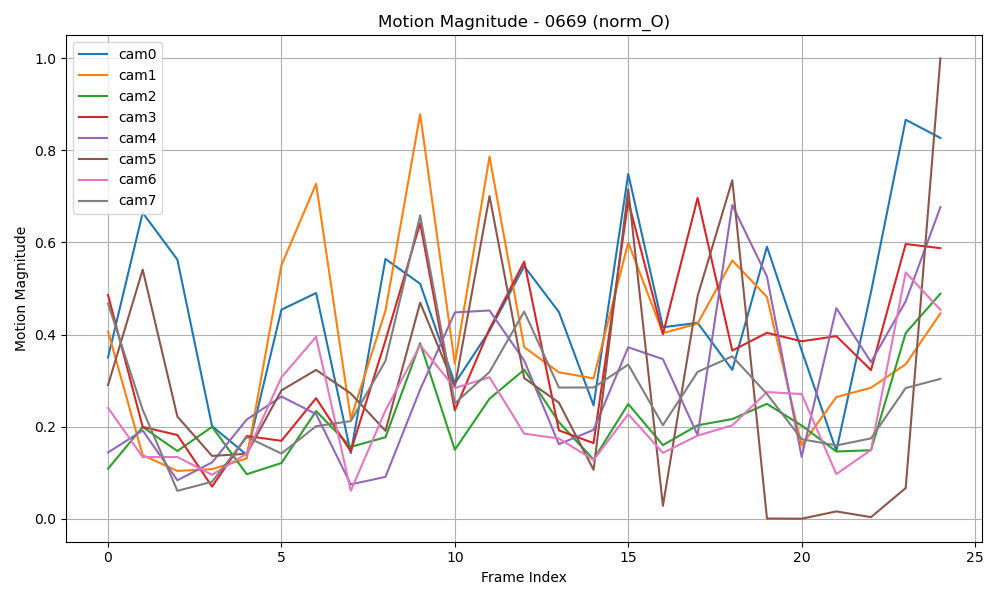 Motion Magnitude - 0669 (norm_O)
cam0
cam1
cam2
cam3
cam4
cam5
cam6
cam7
Motion Magnitude
1.0
0.8
0.6
0.4
0.2
0.0
0 5 10 15 20 25
Frame Index